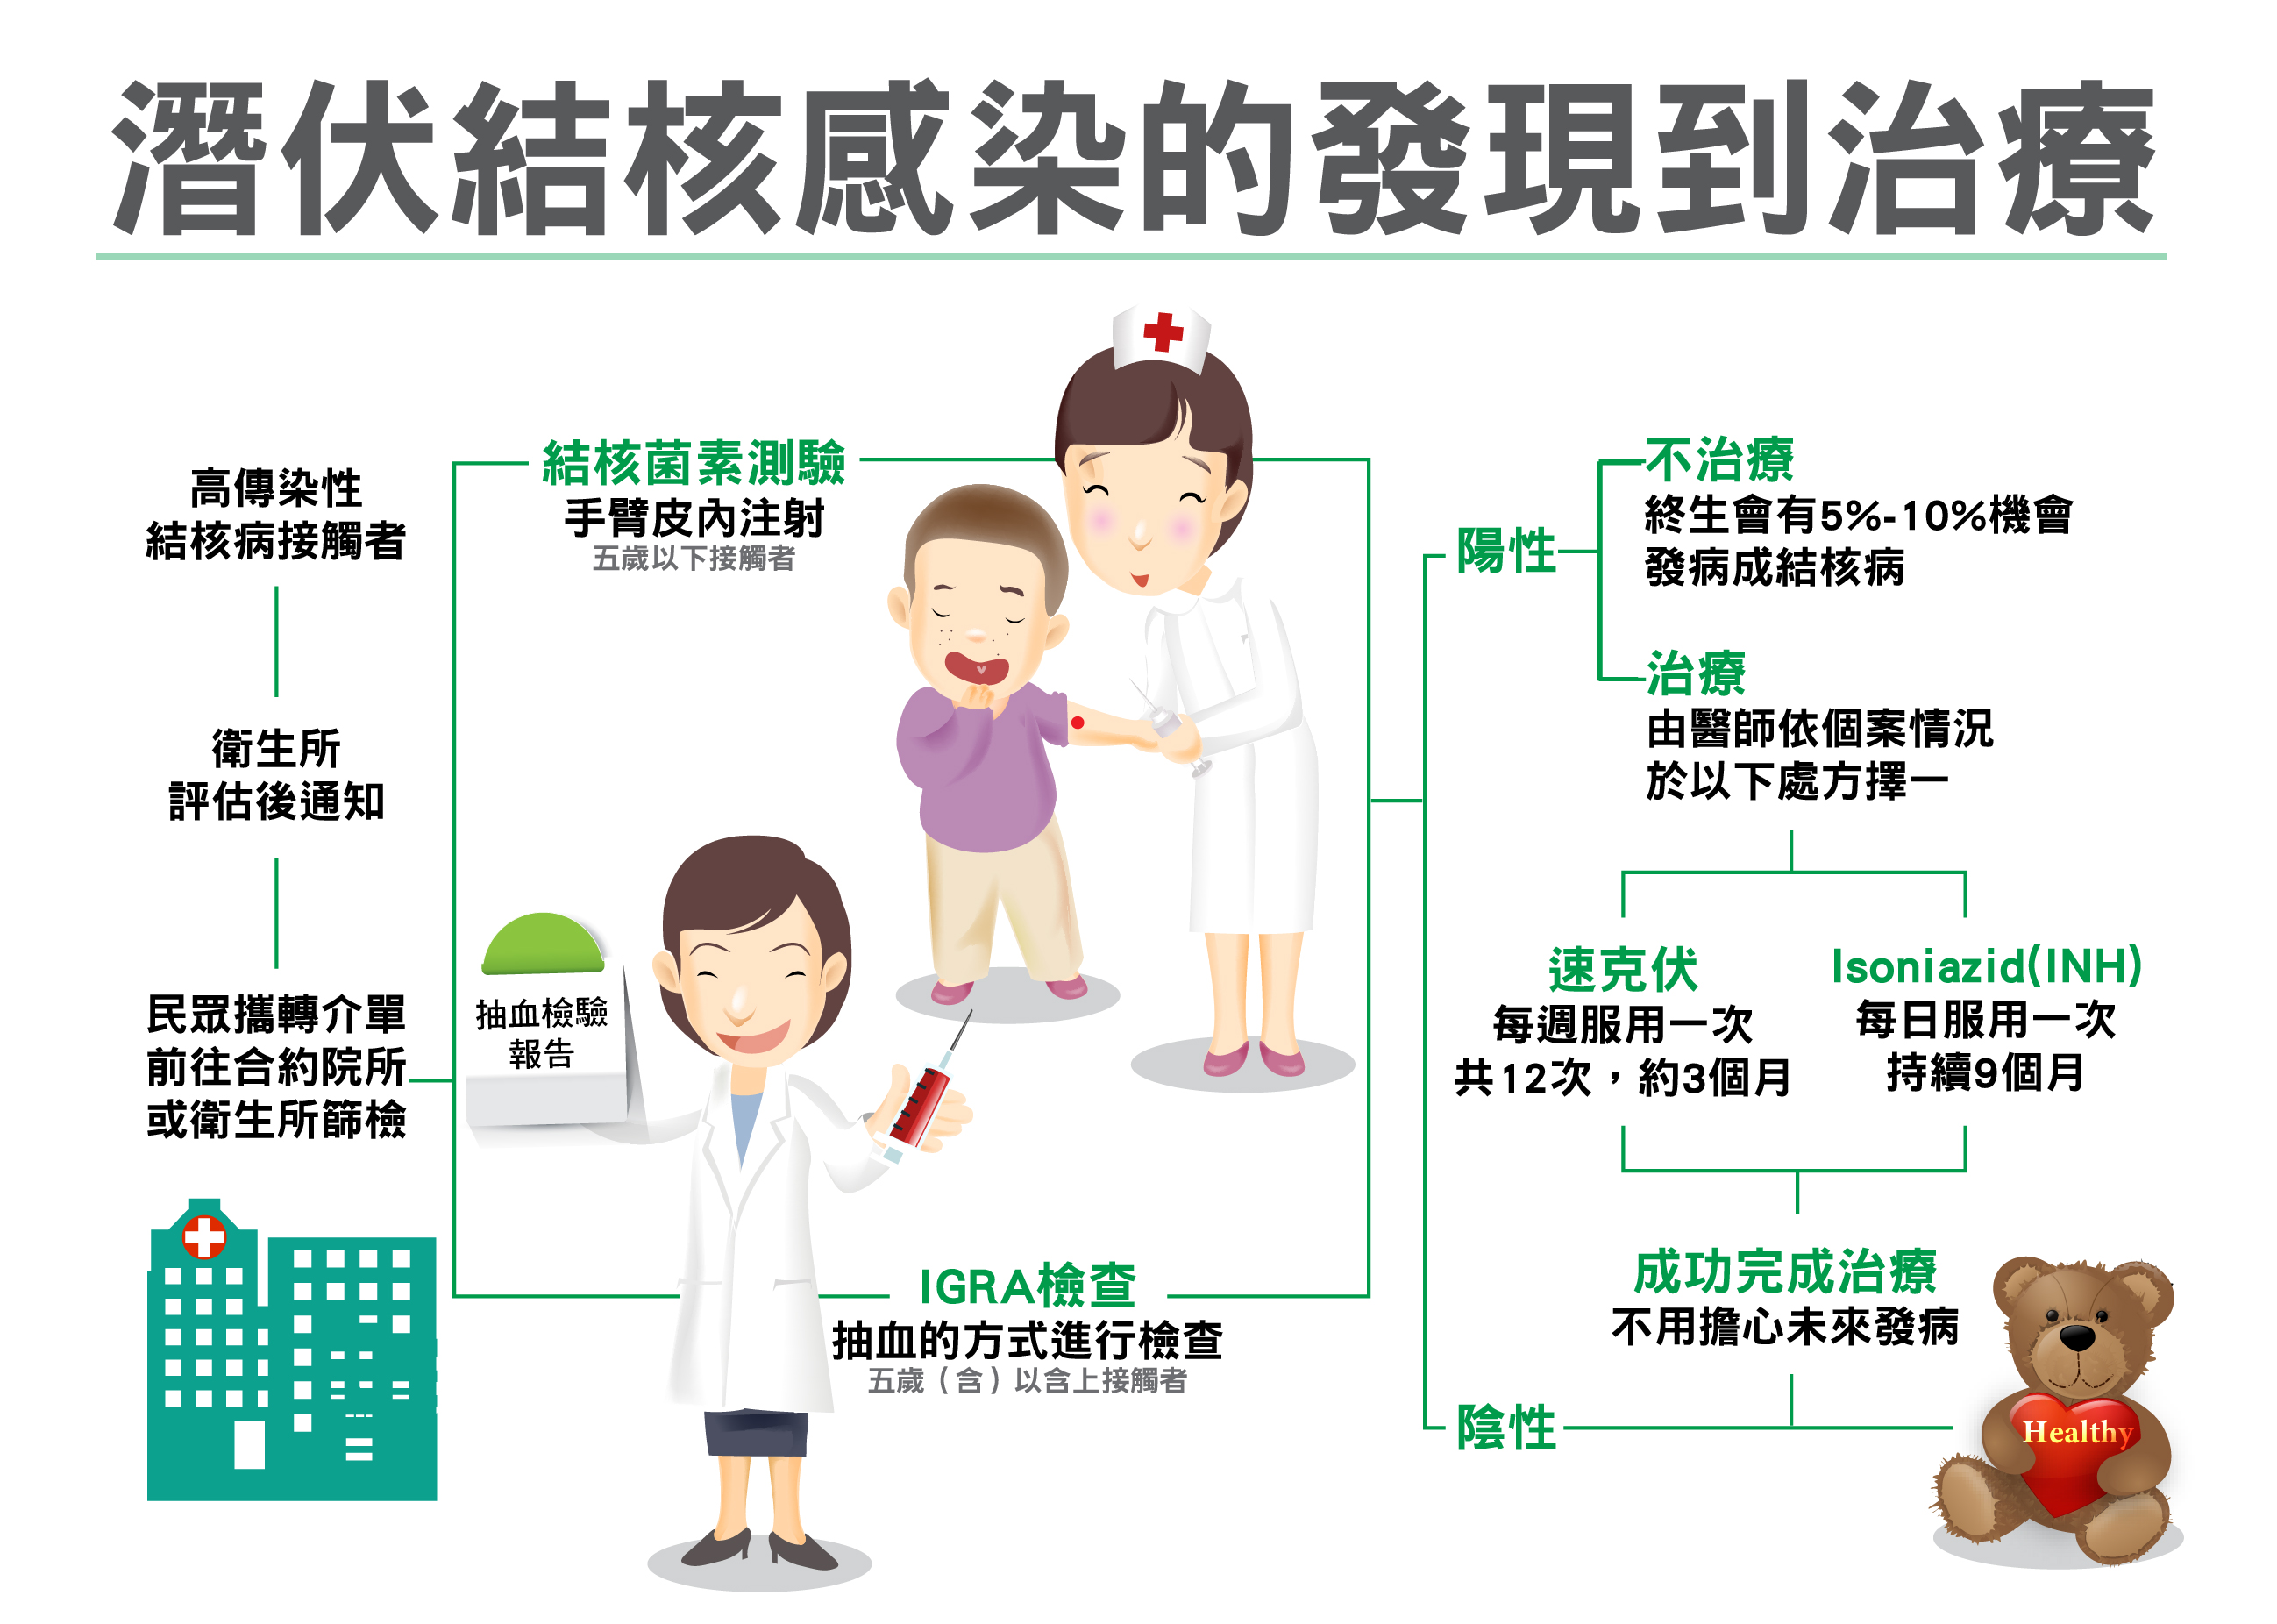 潛伏結核感染的發現到治療
高傳染性
結核病接觸者
衛生所
評估後通知
民眾攜轉介單
前往合約院所
或衛生所篩檢
結核菌素測驗
手臂皮內注射
五歲以下接觸者
抽血檢驗
報告
IGRA檢查
抽血的方式進行檢查
五歲（含）以含上接觸者
陽性
不治療
終生會有5%-10%機會
發病成結核病
治療
由醫師依個案情況
於以下處方擇一
速克伏
每週服用一次
共12次，約3個月
Isoniazid(INH)
每日服用一次
持續9個月
成功完成治療
不用擔心未來發病
陰性
Healthy